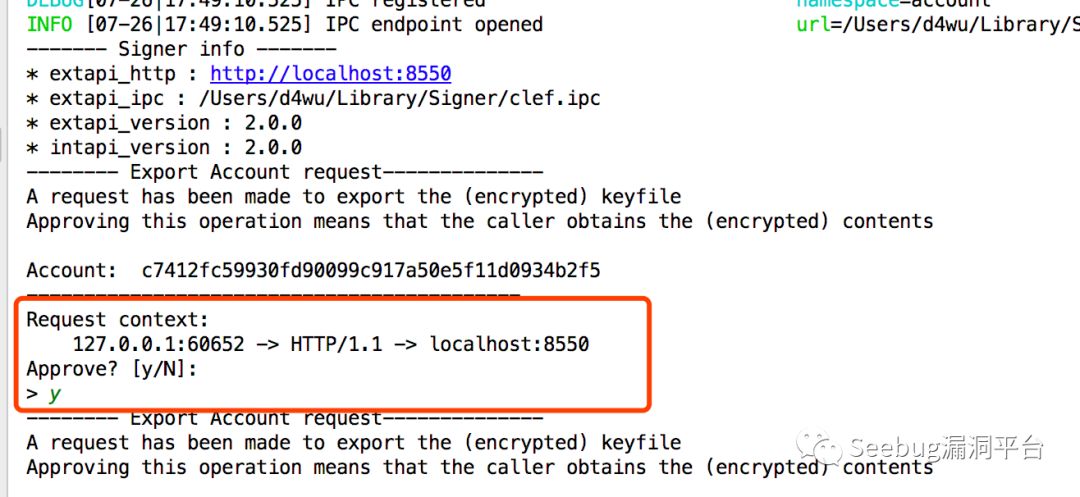 DEBUG[07-26|17:49:10.525] IPC registered namespace=account
INFO [07-26|17:49:10.525] IPC endpoint opened url=/Users/d4wu/Library/S
------- Signer info -------
* extapi_http : http://localhost:8550
* extapi_ipc : /Users/d4wu/Library/Signer/clef.ipc
* extapi_version : 2.0.0
* intapi_version : 2.0.0
-------- Export Account request--------------
A request has been made to export the (encrypted) keyfile
Approving this operation means that the caller obtains the (encrypted) contents
Account:  c7412fc59930fd90099c917a50e5f11d0934b2f5
-------------------------------------------
Request context:
    127.0.0.1:60652 -> HTTP/1.1 -> localhost:8550
Approve? [y/N]:
> y
-------- Export Account request--------------
A request has been made to export the (encrypted) keyfile
Approving this operation means that the caller obtains the (encrypted) contents
Seebug漏洞平台